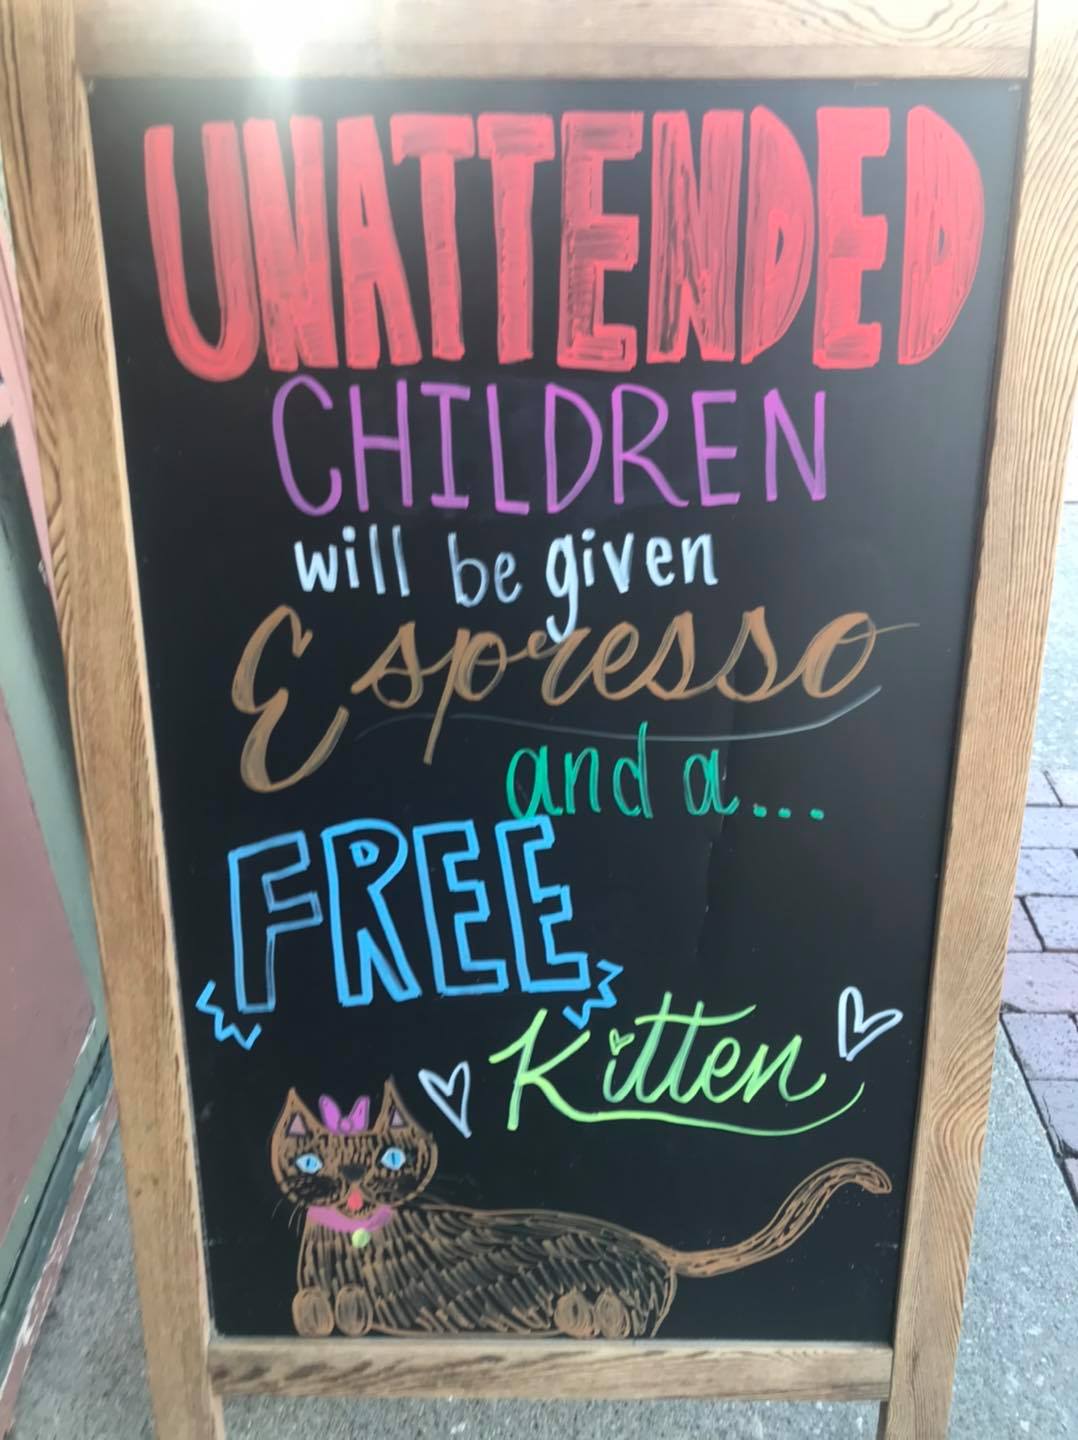 UNATTENDED
CHILDREN
will be given
Espresso
and a...
FREE
Kitten